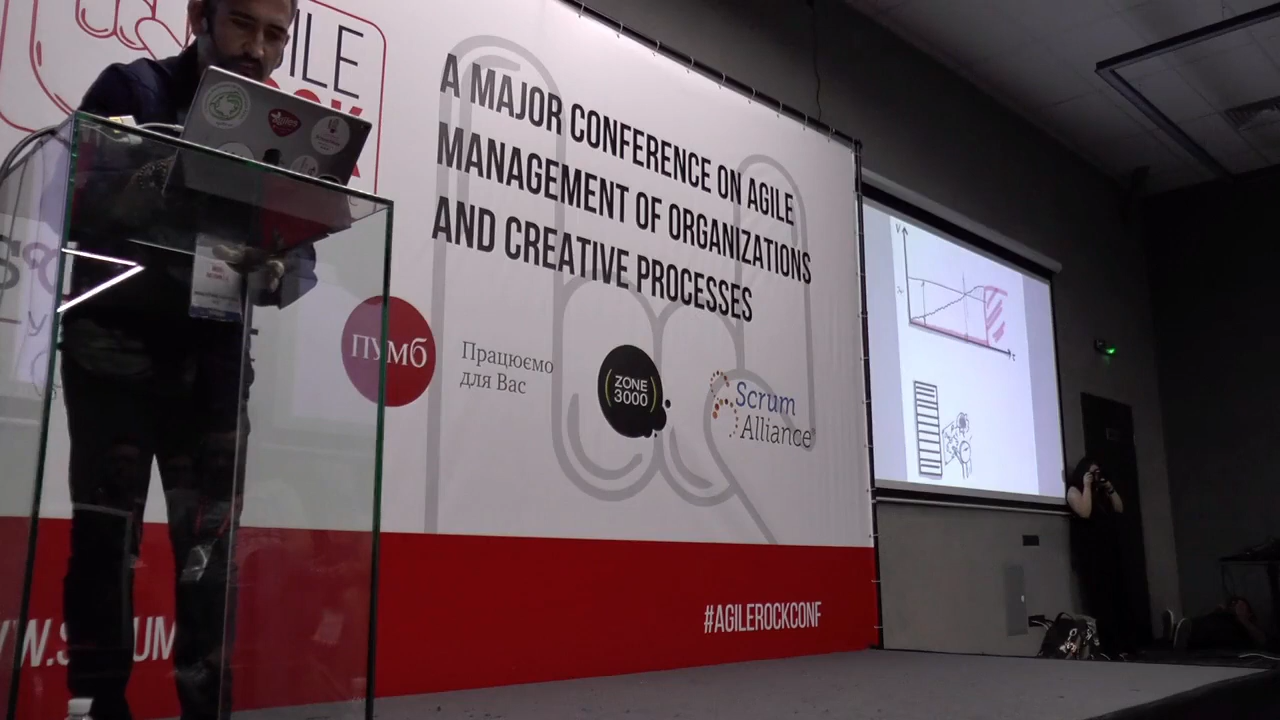 A MAJOR CONFERENCE ON AGILE
MANAGEMENT OF ORGANIZATIONS
AND CREATIVE PROCESSES
ПУМБ
Працюємо
для Вас
ZONE
3000
Scrum
Alliance
#AGILEROCKCONF